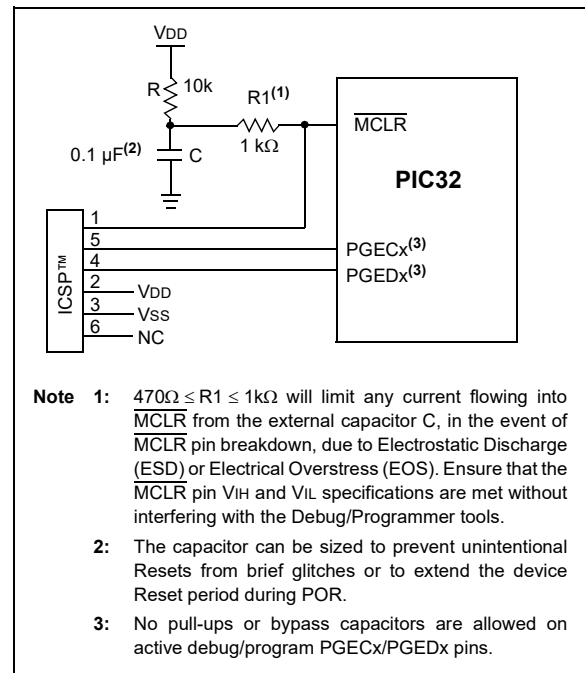 VDD
R 10k
R1(1)
1 kΩ
0.1 µF(2) C
MCLR
PIC32
ICSP™
1
5
4
2
3
6
VDD
VSS
NC
PGECx(3)
PGEDx(3)
Note 1: 470Ω ≤ R1 ≤ 1kΩ will limit any current flowing into
MCLR from the external capacitor C, in the event of
MCLR pin breakdown, due to Electrostatic Discharge
(ESD) or Electrical Overstress (EOS). Ensure that the
MCLR pin VIH and VIL specifications are met without
interfering with the Debug/Programmer tools.
2: The capacitor can be sized to prevent unintentional
Resets from brief glitches or to extend the device
Reset period during POR.
3: No pull-ups or bypass capacitors are allowed on
active debug/program PGECx/PGEDx pins.